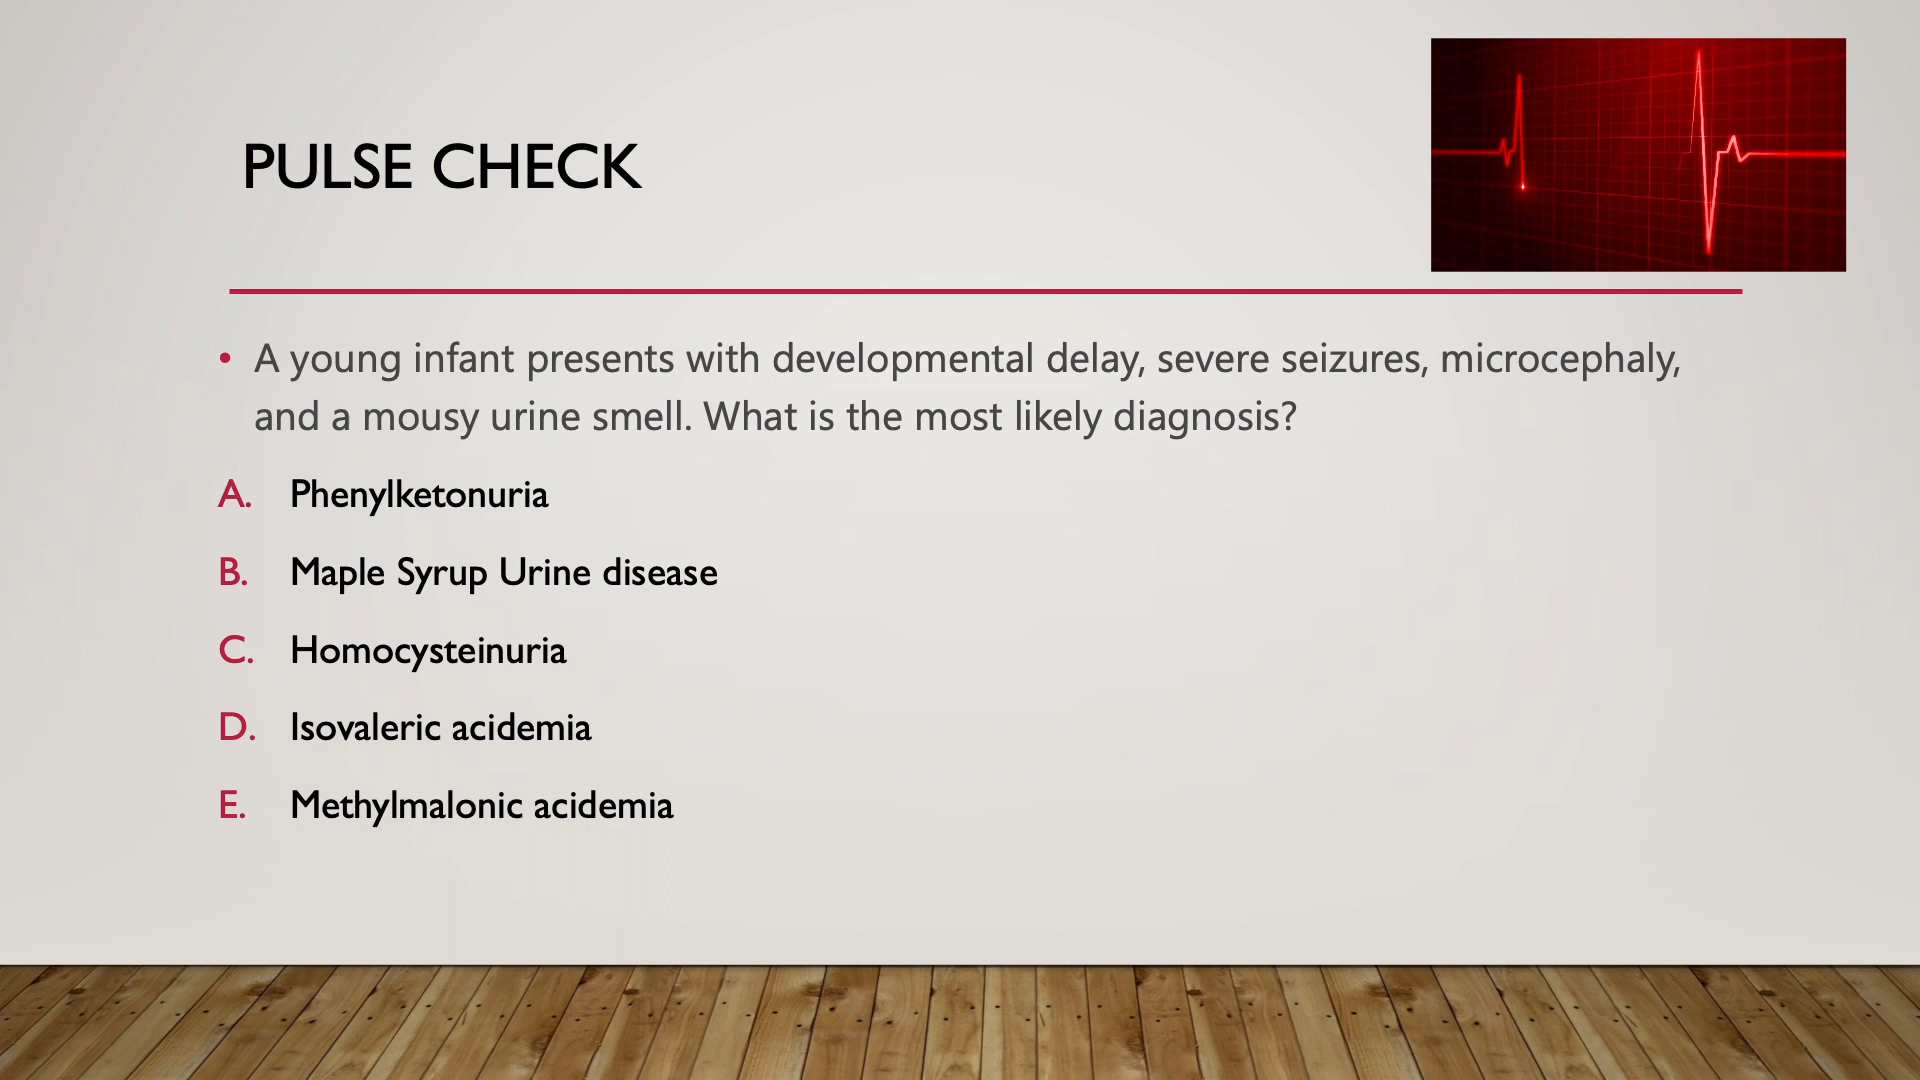 PULSE CHECK
• A young infant presents with developmental delay, severe seizures, microcephaly,
and a mousy urine smell. What is the most likely diagnosis?
A. Phenylketonuria
B. Maple Syrup Urine disease
C. Homocysteinuria
D. Isovaleric acidemia
E. Methylmalonic acidemia